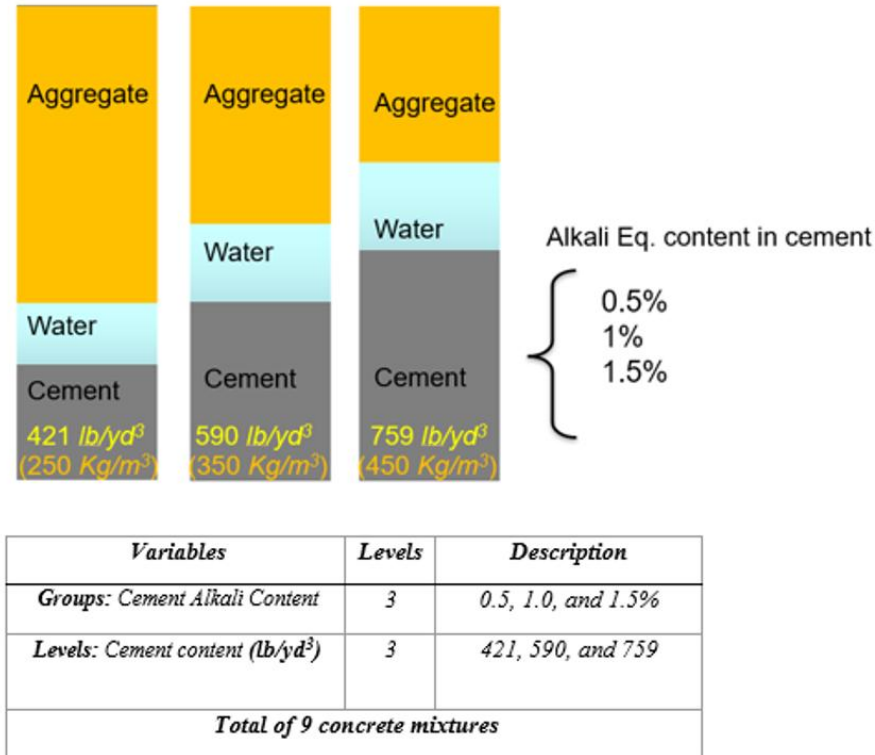 Aggregate
Aggregate
Aggregate
Water
Water
Water
Alkali Eq. content in cement
0.5%
1%
1.5%
Cement
Cement
Cement
421 lb/yd³
590 lb/yd³
759 lb/yd³
(250 Kg/m³)
(350 Kg/m³)
(450 Kg/m³)
Variables Levels Description
Groups: Cement Alkali Content 3 0.5, 1.0, and 1.5%
Levels: Cement content (lb/yd³) 3 421, 590, and 759
Total of 9 concrete mixtures